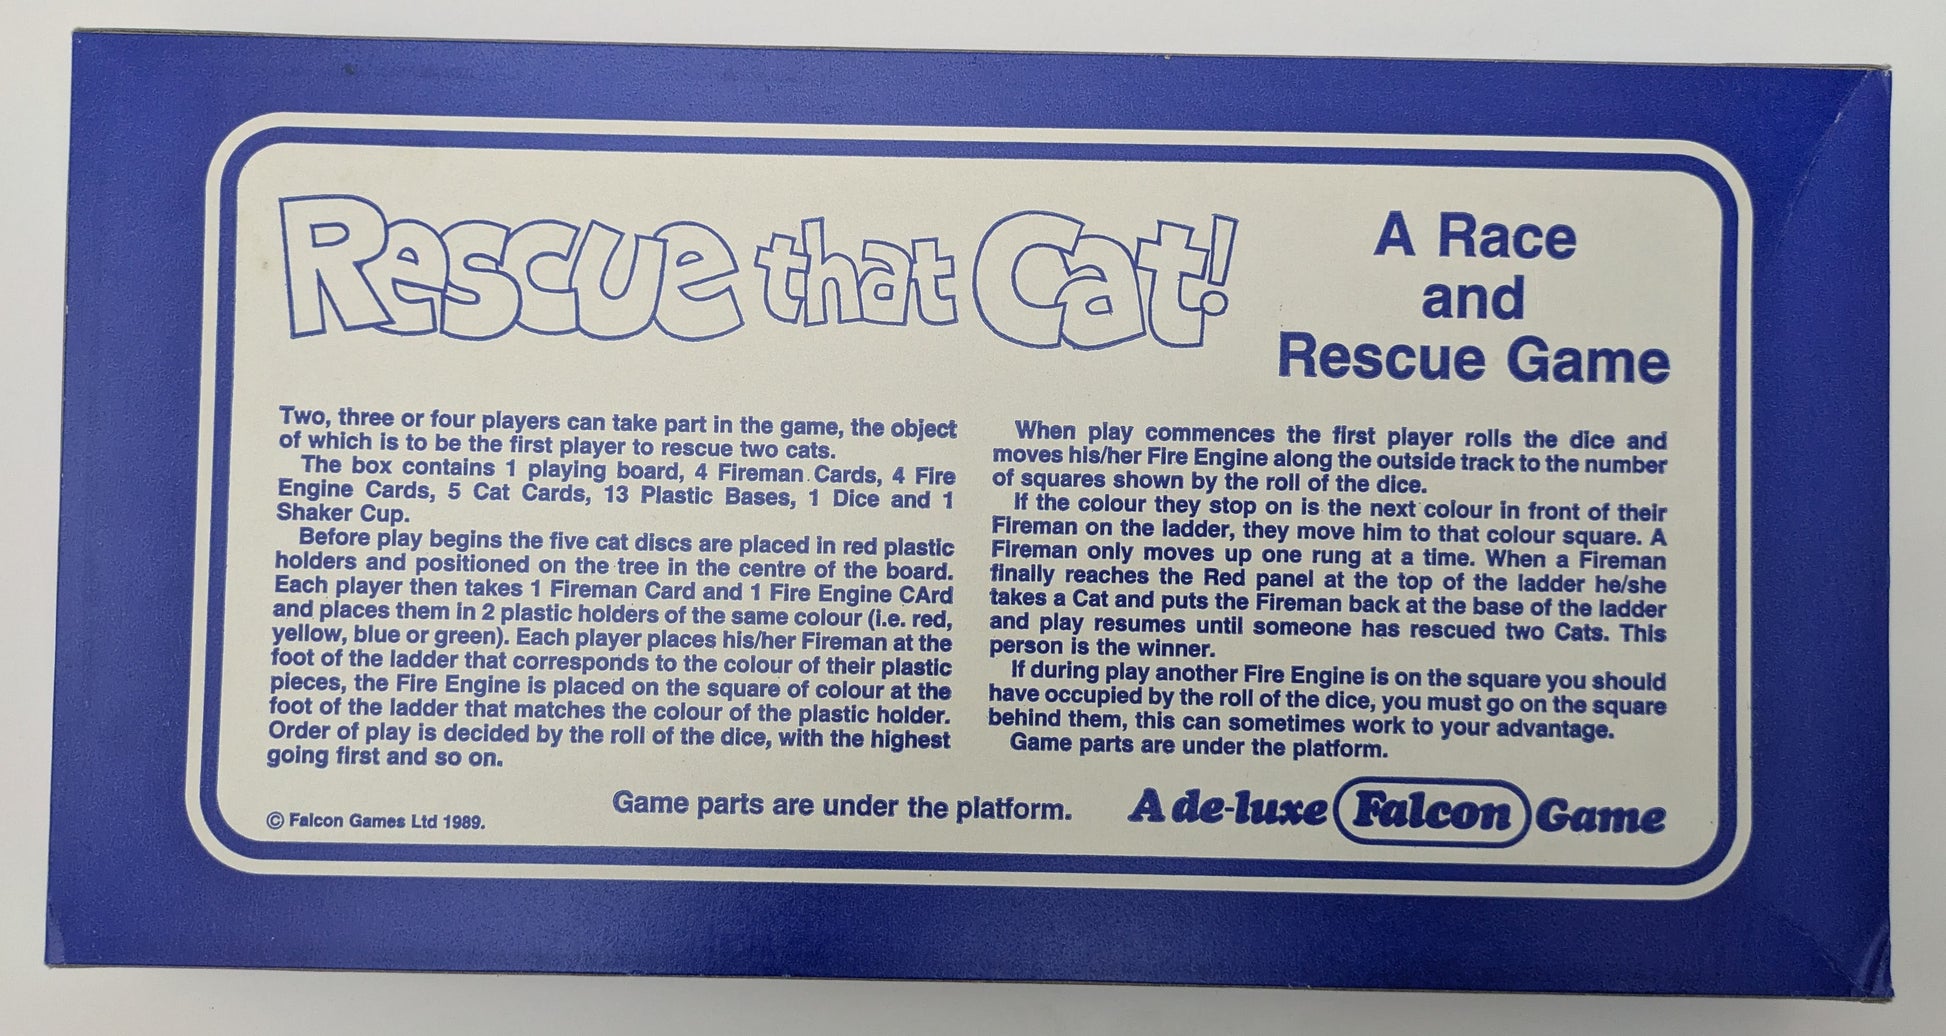 Rescue that Cat!
A Race
and
Rescue Game
Two, three or four players can take part in the game, the object
of which is to be the first player to rescue two cats.
The box contains 1 playing board, 4 Fireman Cards, 4 Fire
Engine Cards, 5 Cat Cards, 13 Plastic Bases, 1 Dice and 1
Shaker Cup.
Before play begins the five cat discs are placed in red plastic
holders and positioned on the tree in the centre of the board.
Each player then takes 1 Fireman Card and 1 Fire Engine CArd
and places them in 2 plastic holders of the same colour (i.e. red,
yellow, blue or green). Each player places his/her Fireman at the
foot of the ladder that corresponds to the colour of their plastic
pieces, the Fire Engine is placed on the square of colour at the
foot of the ladder that matches the colour of the plastic holder.
Order of play is decided by the roll of the dice, with the highest
going first and so on.
When play commences the first player rolls the dice and
moves his/her Fire Engine along the outside track to the number
of squares shown by the roll of the dice.
If the colour they stop on is the next colour in front of their
Fireman on the ladder, they move him to that colour square. A
Fireman only moves up one rung at a time. When a Fireman
finally reaches the Red panel at the top of the ladder he/she
takes a Cat and puts the Fireman back at the base of the ladder
and play resumes until someone has rescued two Cats. This
person is the winner.
If during play another Fire Engine is on the square you should
have occupied by the roll of the dice, you must go on the square
behind them, this can sometimes work to your advantage.
Game parts are under the platform.
© Falcon Games Ltd 1989.
Game parts are under the platform.
A de-luxe Falcon Game